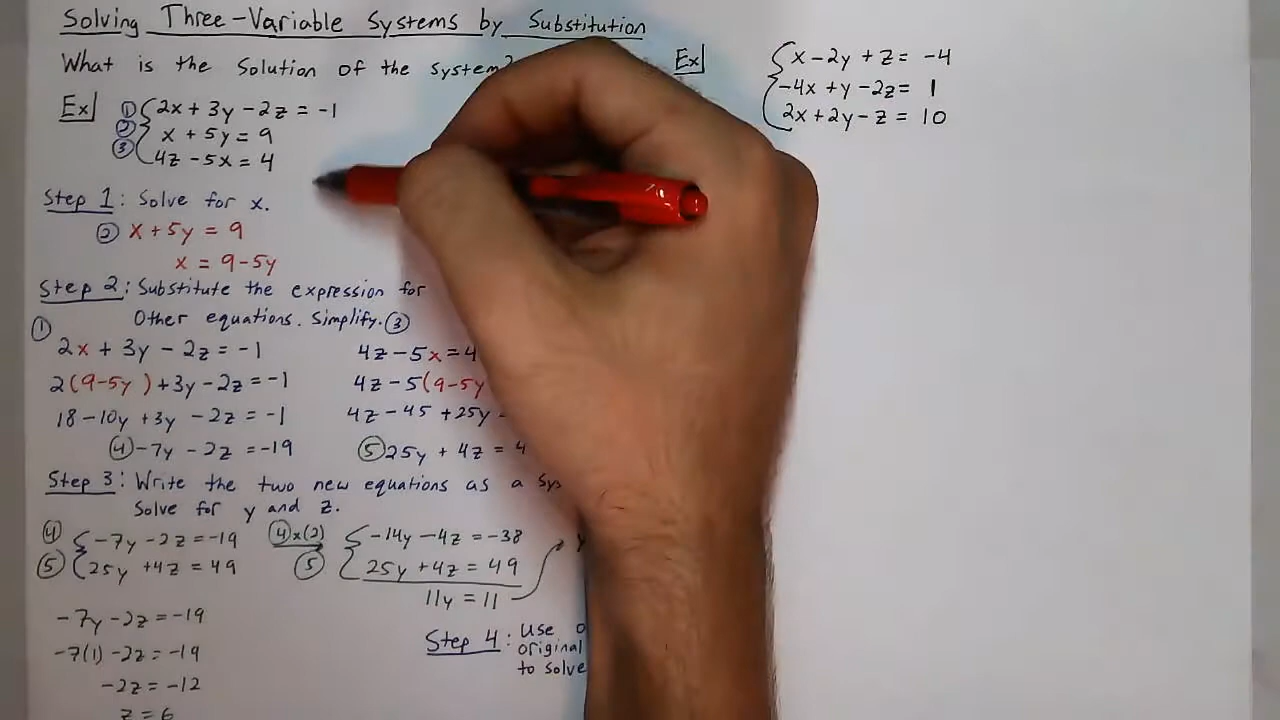 Solving Three-Variable Systems by Substitution
What is the Solution of the System?
Ex
① 2x + 3y - 2z = -1
② x + 5y = 9
③ 4z - 5x = 4
Step 1: Solve for x.
② x + 5y = 9
x = 9-5y
Step 2: Substitute the expression for
Other equations. Simplify.
①
2x + 3y - 2z = -1
2(9-5y) + 3y - 2z = -1
18 - 10y + 3y - 2z = -1
④ -7y - 2z = -19
③
4z - 5x = 4
4z - 5(9-5y
4z - 45 + 25y
⑤ 25y + 4z = 4
Step 3: Write the two new equations as a
Solve for y and z.
④ -7y - 2z = -19
⑤ 25y + 4z = 49
④x(2) -14y - 4z = -38
⑤ 25y + 4z = 49
11y = 11
-7y - 2z = -19
-7(1) - 2z = -19
-2z = -12
z = 6
Step 4: Use
original
to solve
Ex
x - 2y + z = -4
-4x + y - 2z = 1
2x + 2y - z = 10